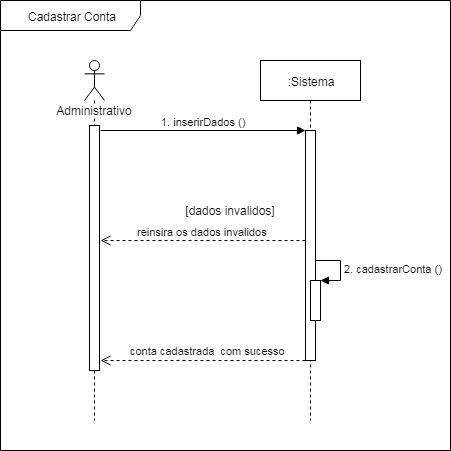 Cadastrar Conta
Administrativo
:Sistema
1. inserirDados ()
[dados invalidos]
reinsira os dados invalidos
2. cadastrarConta ()
conta cadastrada com sucesso